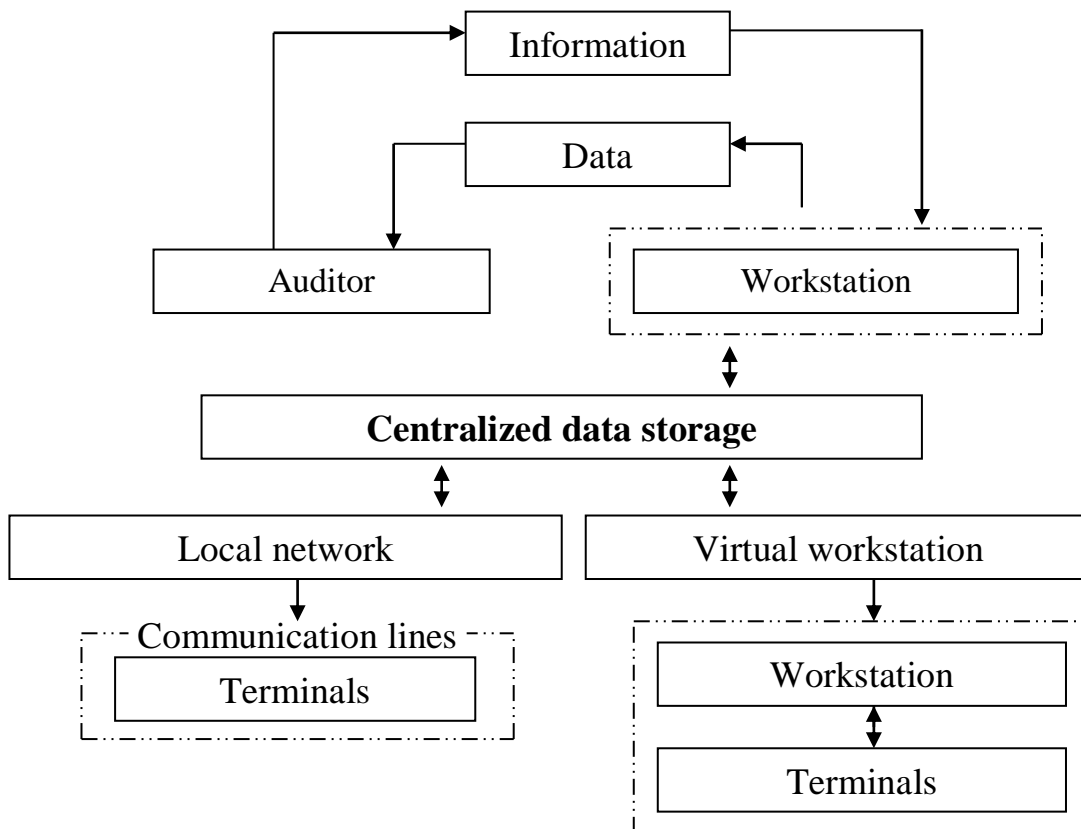 Information
Data
Auditor
Workstation
Centralized data storage
Local network
Virtual workstation
Communication lines
Terminals
Workstation
Terminals